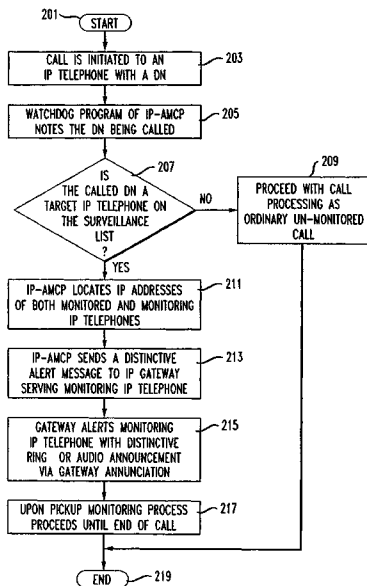 201
START
CALL IS INITIATED TO AN
IP TELEPHONE WITH A DN
203
WATCHDOG PROGRAM OF IP-AMCP
NOTES THE DN BEING CALLED
205
IS
THE CALLED DN A
TARGET IP TELEPHONE ON
THE SURVEILLANCE
LIST
?
207
NO
YES
209
PROCEED WITH CALL
PROCESSING AS
ORDINARY UN-MONITORED
CALL
IP-AMCP LOCATES IP ADDRESSES
OF BOTH MONITORED AND MONITORING
IP TELEPHONES
211
IP-AMCP SENDS A DISTINCTIVE
ALERT MESSAGE TO IP GATEWAY
SERVING MONITORING IP TELEPHONE
213
GATEWAY ALERTS MONITORING
IP TELEPHONE WITH DISTINCTIVE
RING OR AUDIO ANNOUNCEMENT
VIA GATEWAY ANNUNCIATION
215
UPON PICKUP MONITORING PROCESS
PROCEEDS UNTIL END OF CALL
217
END
219